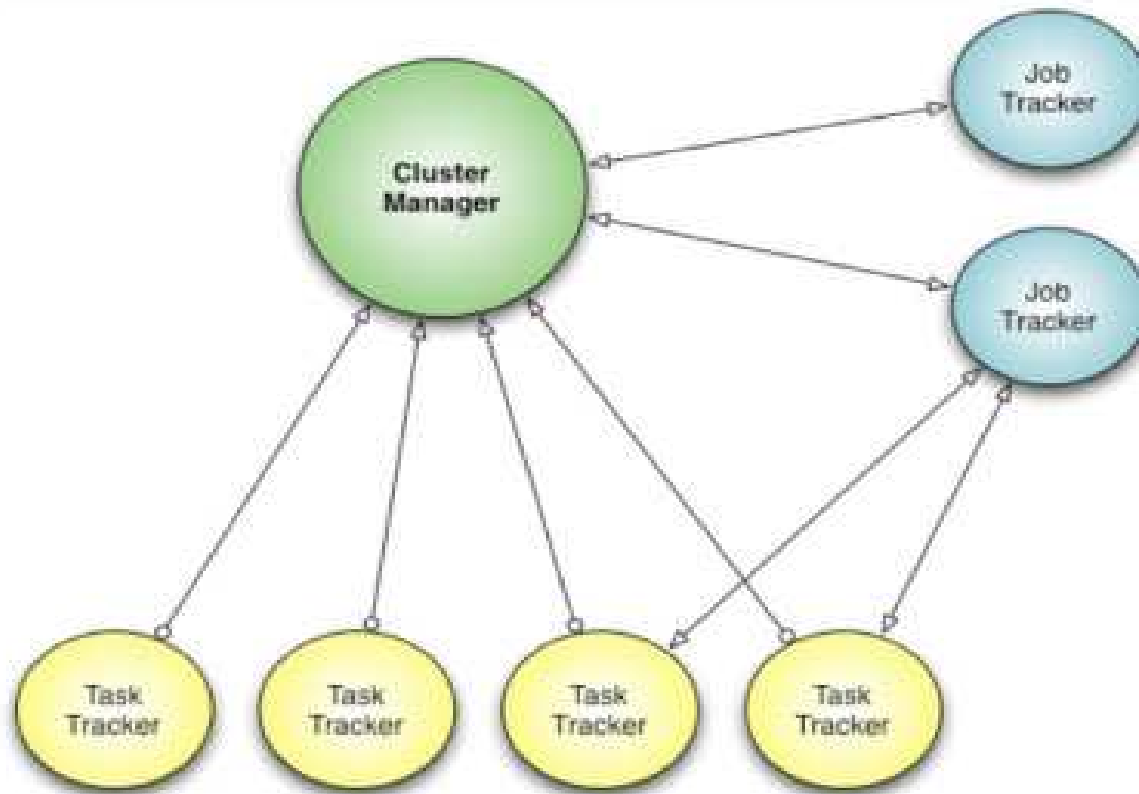 Job
Tracker
Cluster
Manager
Job
Tracker
Task
Tracker
Task
Tracker
Task
Tracker
Task
Tracker